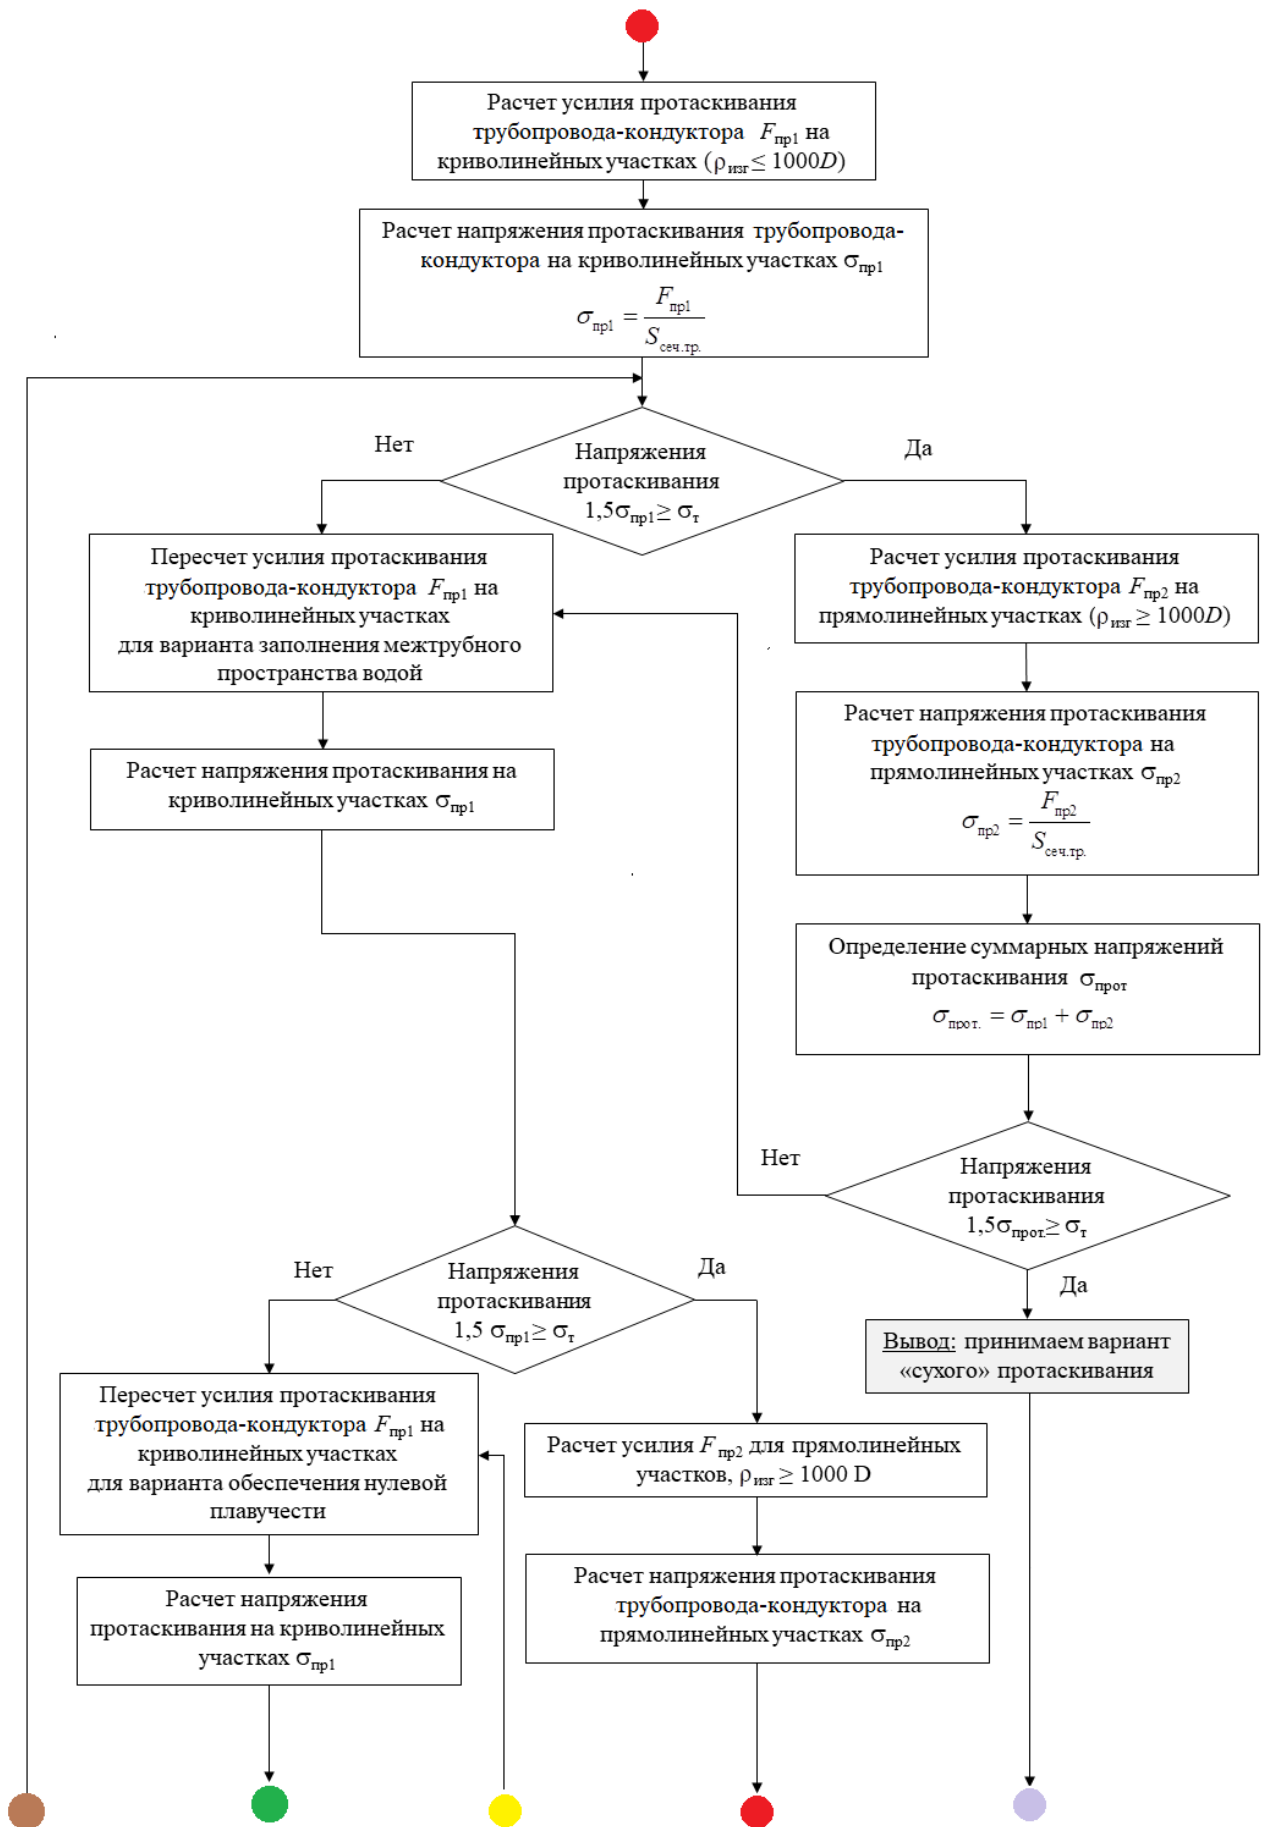 Расчет усилия протаскивания
трубопровода-кондуктора Fпр1 на
криволинейных участках (ρизг ≤ 1000D)
Расчет напряжения протаскивания трубопровода-
кондуктора на криволинейных участках σпр1
σпр1 = Fпр1 / Sсеч.тр.
Нет
Напряжения
протаскивания
1,5σпр1 ≥ σт
Да
Пересчет усилия протаскивания
трубопровода-кондуктора Fпр1 на
криволинейных участках
для варианта заполнения межтрубного
пространства водой
Расчет усилия протаскивания
трубопровода-кондуктора Fпр2 на
прямолинейных участках (ρизг ≥ 1000D)
Расчет напряжения протаскивания на
криволинейных участках σпр1
Расчет напряжения протаскивания
трубопровода-кондуктора на
прямолинейных участках σпр2
σпр2 = Fпр2 / Sсеч.тр.
Определение суммарных напряжений
протаскивания σпрот
σпрот. = σпр1 + σпр2
Нет
Напряжения
протаскивания
1,5σпрот. ≥ σт
Да
Нет
Напряжения
протаскивания
1,5 σпр1 ≥ σт
Да
Вывод: принимаем вариант
«сухого» протаскивания
Пересчет усилия протаскивания
трубопровода-кондуктора Fпр1 на
криволинейных участках
для варианта обеспечения нулевой
плавучести
Расчет усилия Fпр2 для прямолинейных
участков, ρизг ≥ 1000 D
Расчет напряжения
протаскивания на криволинейных
участках σпр1
Расчет напряжения протаскивания
трубопровода-кондуктора на
прямолинейных участках σпр2